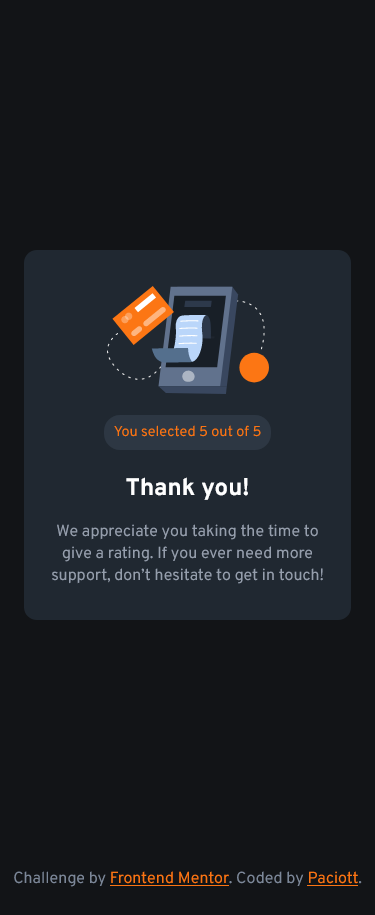 You selected 5 out of 5
Thank you!
We appreciate you taking the time to
give a rating. If you ever need more
support, don’t hesitate to get in touch!
Challenge by Frontend Mentor. Coded by Paciott.